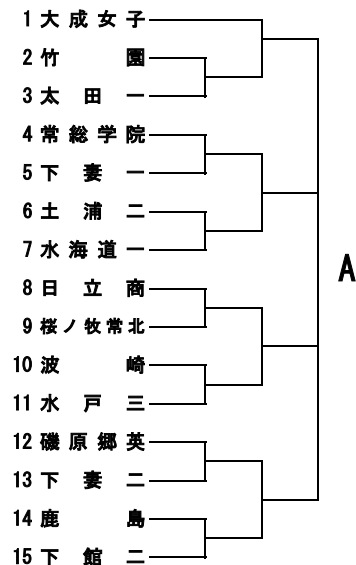 1 大成女子
2 竹園
3 太田一
4 常総学院
5 下妻一
6 土浦二
7 水海道一
8 日立商
9 桜ノ牧常北
10 波崎
11 水戸三
12 磯原郷英
13 下妻二
14 鹿島
15 下館二
A